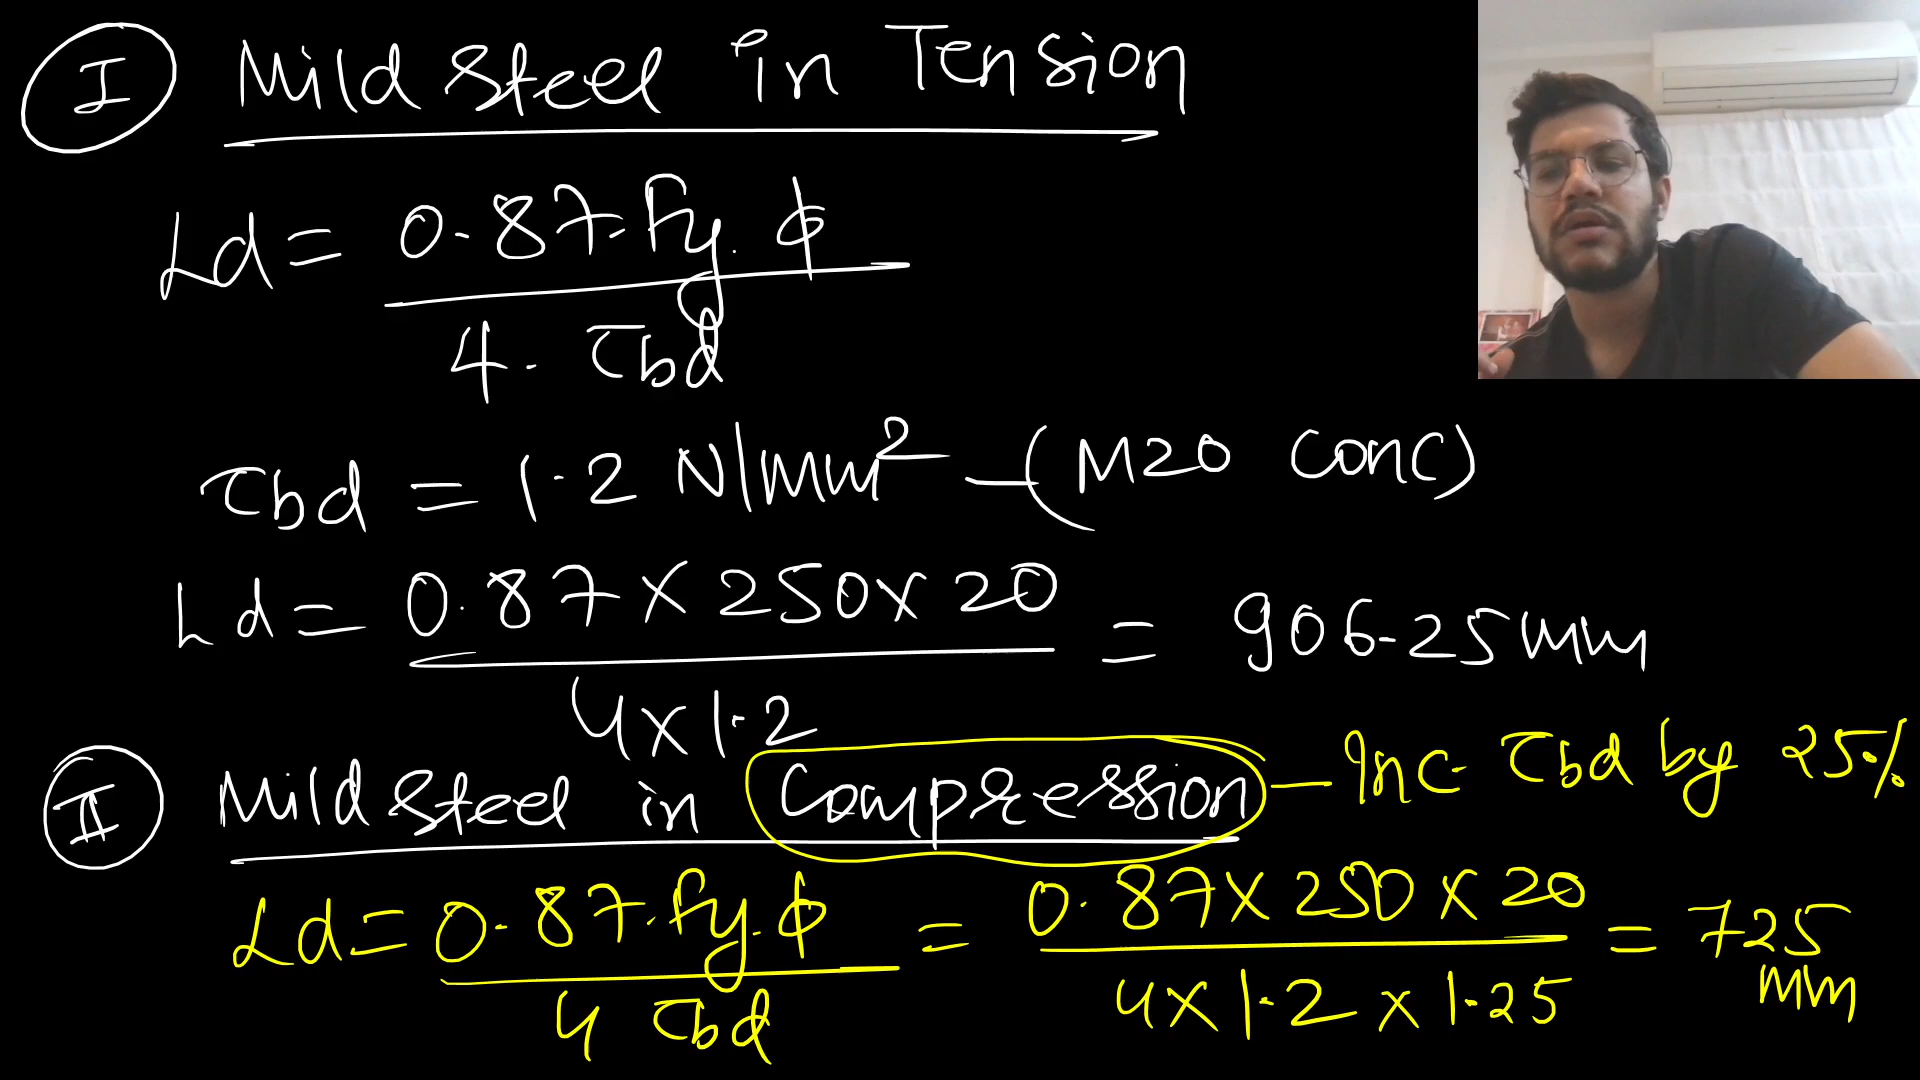 I Mild Steel in Tension
Ld = 0.87.fy.ϕ
4. τbd
τbd = 1.2 N/mm² — (M20 conc)
Ld = 0.87 X 250 X 20 = 906.25 mm
4 X 1.2
II Mild Steel in Compression — Inc. τbd by 25%
Ld = 0.87.fy.ϕ = 0.87 X 250 X 20 = 725 mm
4 τbd 4 X 1.2 X 1.25